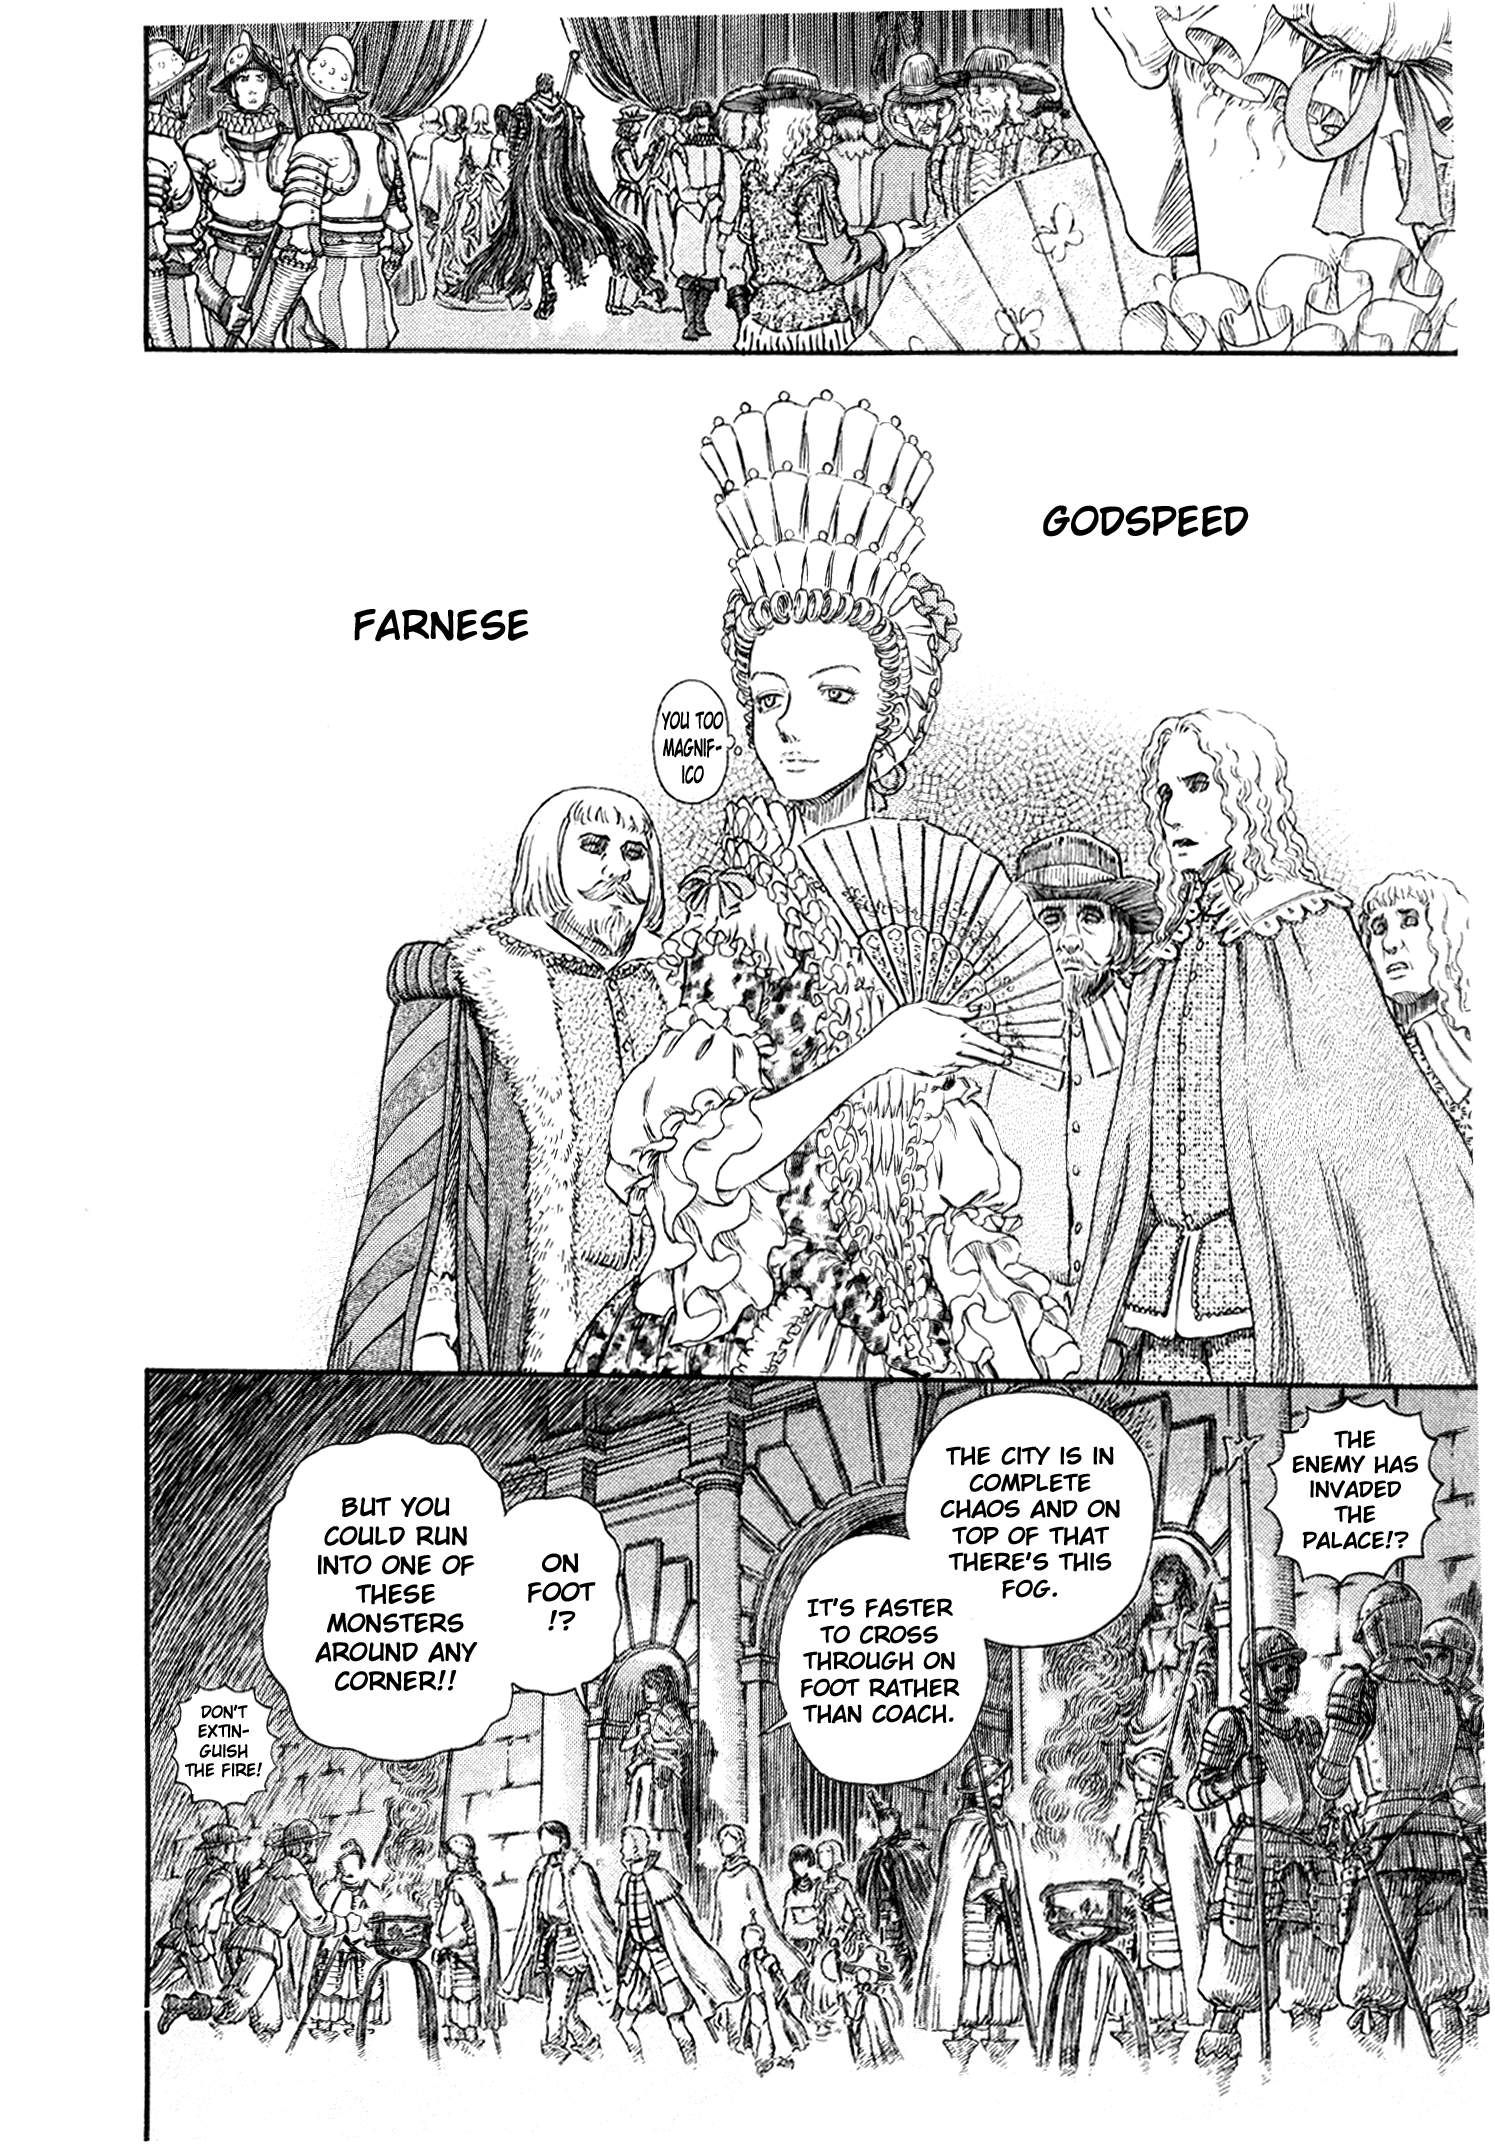 GODSPEED
FARNESE
YOU TOO
MAGNIF-
ICO
THE
ENEMY HAS
INVADED
THE
PALACE!?
THE CITY IS IN
COMPLETE
CHAOS AND ON
TOP OF THAT
THERE'S THIS
FOG.
IT'S FASTER
TO CROSS
THROUGH ON
FOOT RATHER
THAN COACH.
ON
FOOT
!?
BUT YOU
COULD RUN
INTO ONE OF
THESE
MONSTERS
AROUND ANY
CORNER!!
DON'T
EXTIN-
GUISH
THE FIRE!